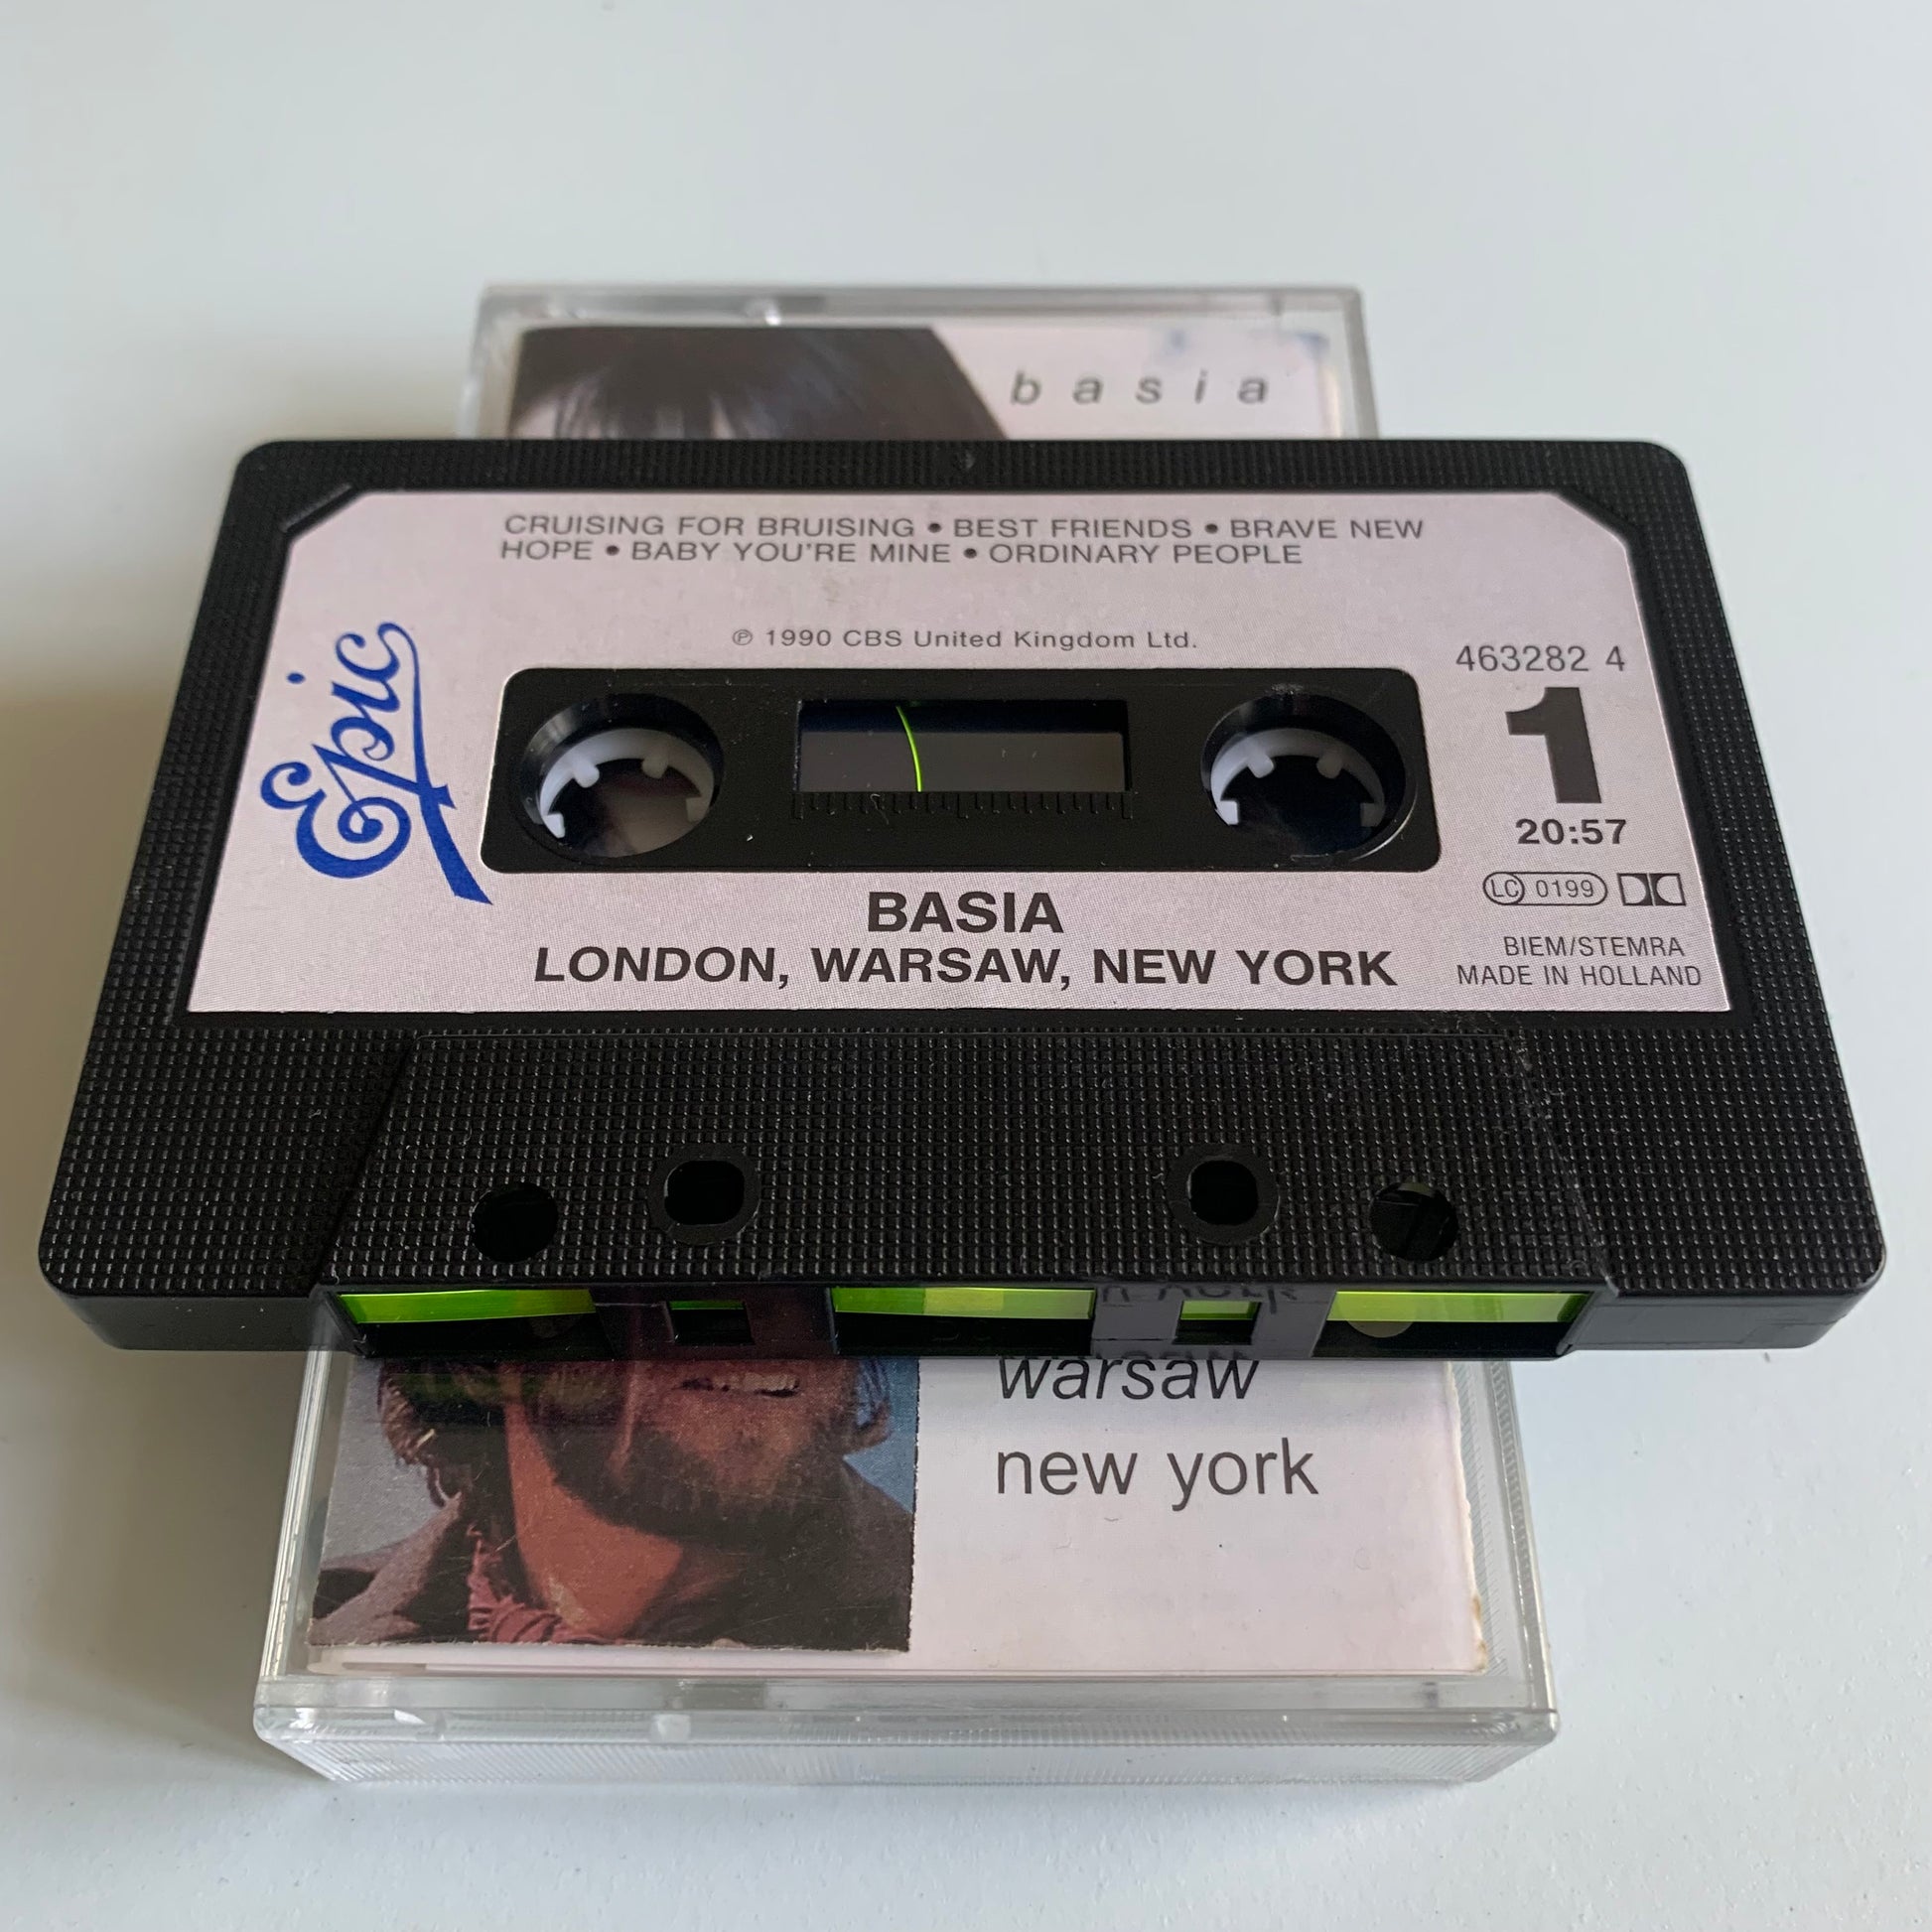 basia
CRUISING FOR BRUISING • BEST FRIENDS • BRAVE NEW
HOPE • BABY YOU'RE MINE • ORDINARY PEOPLE
℗ 1990 CBS United Kingdom Ltd.
Epic
463282 4
1
20:57
LC 0199
BASIA
LONDON, WARSAW, NEW YORK
BIEM/STEMRA
MADE IN HOLLAND
warsaw
new york